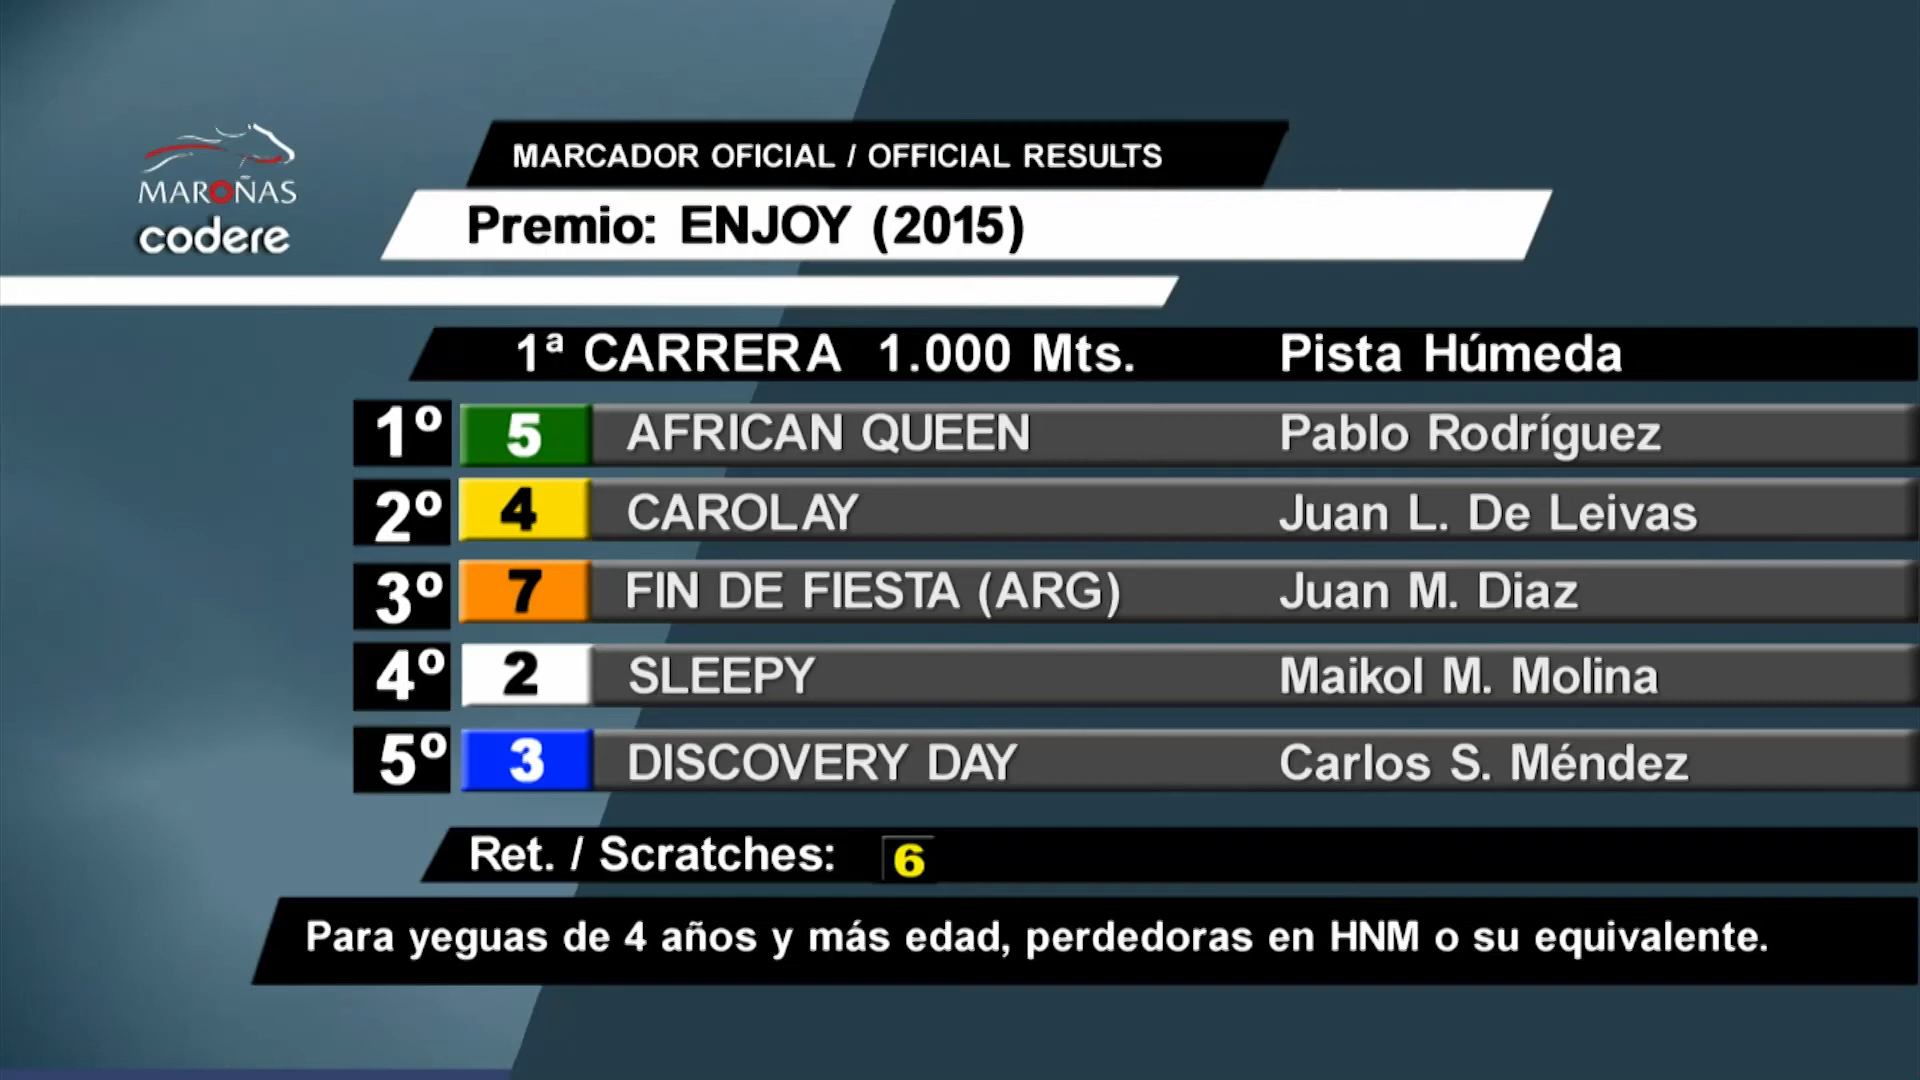 MAROÑAS
codere
MARCADOR OFICIAL / OFFICIAL RESULTS
Premio: ENJOY (2015)
1ª CARRERA 1.000 Mts. Pista Húmeda
1º 5 AFRICAN QUEEN Pablo Rodríguez
2º 4 CAROLAY Juan L. De Leivas
3º 7 FIN DE FIESTA (ARG) Juan M. Diaz
4º 2 SLEEPY Maikol M. Molina
5º 3 DISCOVERY DAY Carlos S. Méndez
Ret. / Scratches: 6
Para yeguas de 4 años y más edad, perdedoras en HNM o su equivalente.